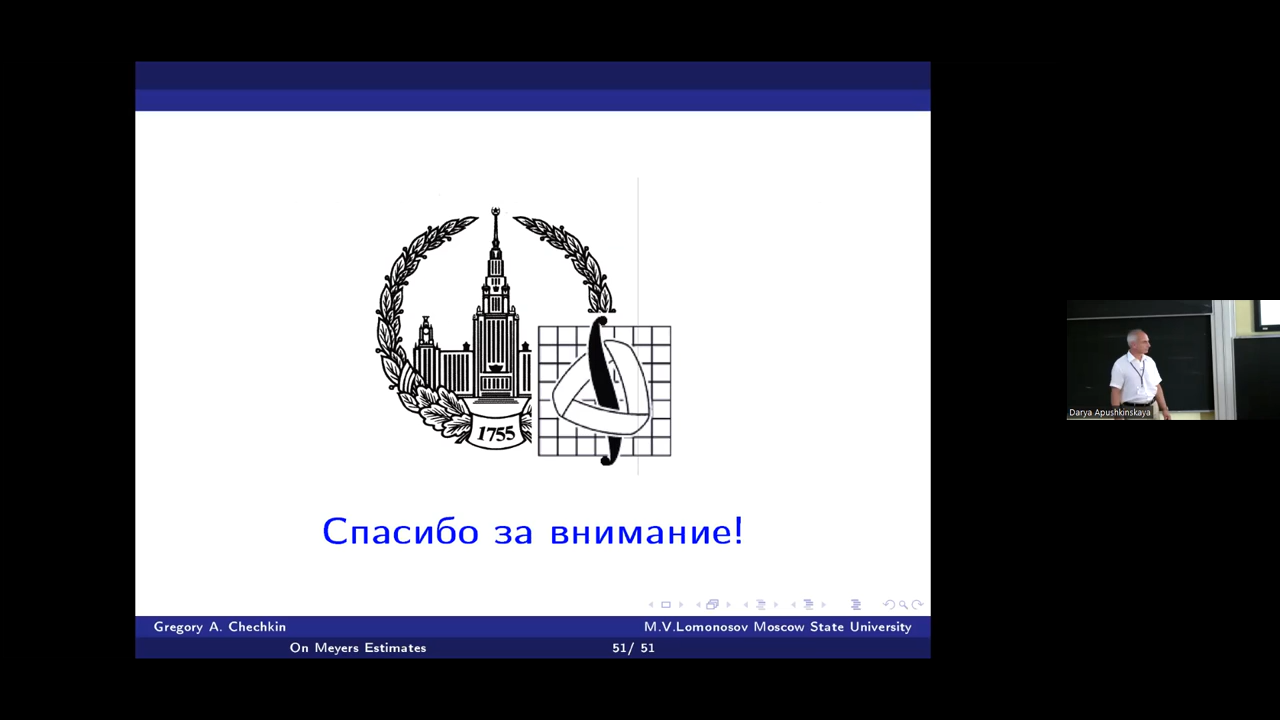 1755
Спасибо за внимание!
Gregory A. Chechkin
M.V.Lomonosov Moscow State University
On Meyers Estimates
51/ 51
Darya Apushkinskaya